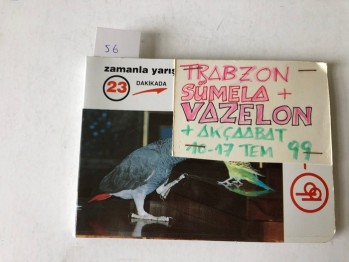 56
zamanla yarış
23
DAKİKADA
TRABZON
SÜMELA +
VAZELON
+ AKÇAABAT
10-17 TEM 99